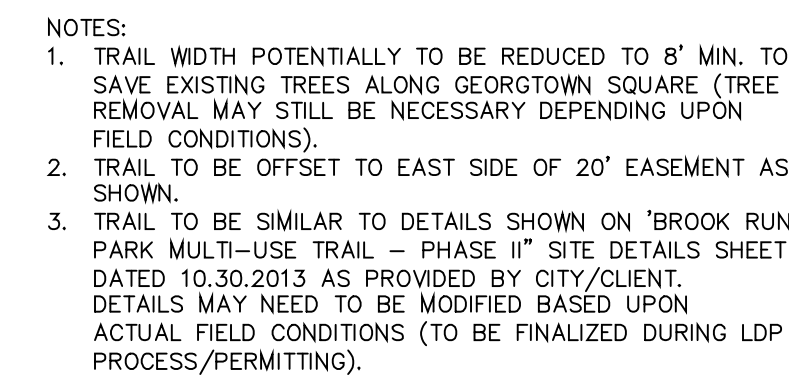 NOTES:
1. TRAIL WIDTH POTENTIALLY TO BE REDUCED TO 8' MIN. TO
SAVE EXISTING TREES ALONG GEORGTOWN SQUARE (TREE
REMOVAL MAY STILL BE NECESSARY DEPENDING UPON
FIELD CONDITIONS).
2. TRAIL TO BE OFFSET TO EAST SIDE OF 20' EASEMENT AS
SHOWN.
3. TRAIL TO BE SIMILAR TO DETAILS SHOWN ON 'BROOK RUN
PARK MULTI-USE TRAIL - PHASE II" SITE DETAILS SHEET
DATED 10.30.2013 AS PROVIDED BY CITY/CLIENT.
DETAILS MAY NEED TO BE MODIFIED BASED UPON
ACTUAL FIELD CONDITIONS (TO BE FINALIZED DURING LDP
PROCESS/PERMITTING).